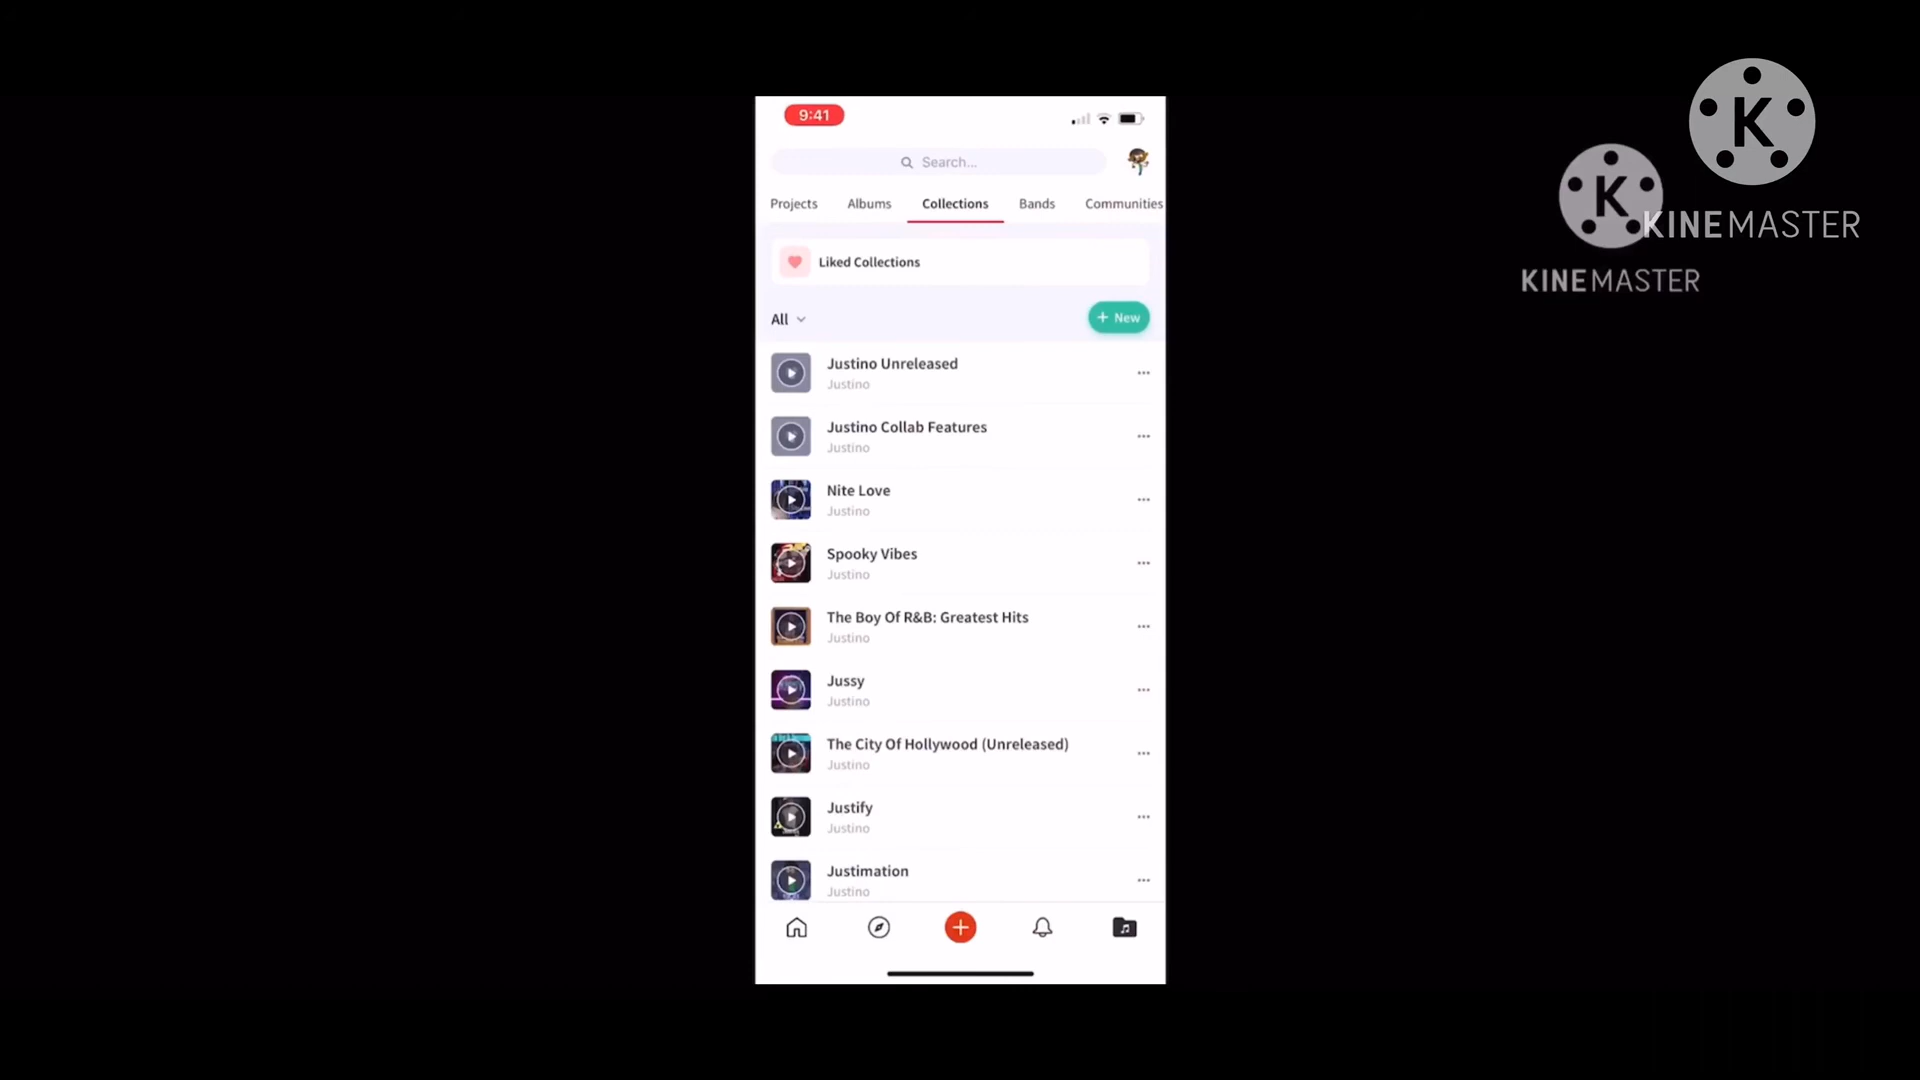 9:41
Search...
Projects Albums Collections Bands Communities
Liked Collections
All
+ New
Justino Unreleased
Justino
Justino Collab Features
Justino
Nite Love
Justino
Spooky Vibes
Justino
The Boy Of R&B: Greatest Hits
Justino
Jussy
Justino
The City Of Hollywood (Unreleased)
Justino
Justify
Justino
Justimation
Justino
K
KINEMASTER
K
KINEMASTER